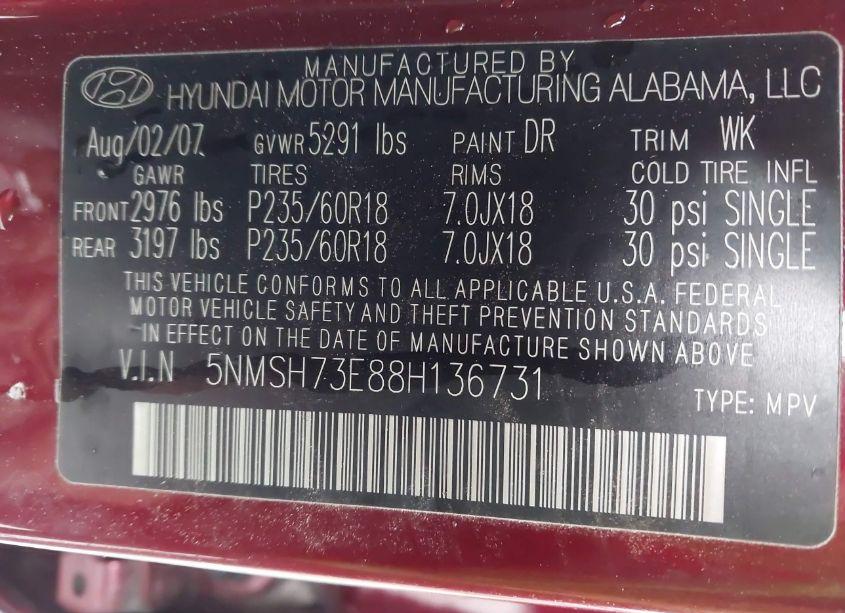 MANUFACTURED BY
HYUNDAI MOTOR MANUFACTURING ALABAMA, LLC
Aug/02/07 GVWR 5291 lbs PAINT DR TRIM WK
GAWR TIRES RIMS COLD TIRE INFL
FRONT 2976 lbs P235/60R18 7.0JX18 30 psi SINGLE
REAR 3197 lbs P235/60R18 7.0JX18 30 psi SINGLE
THIS VEHICLE CONFORMS TO ALL APPLICABLE U.S.A. FEDERAL
MOTOR VEHICLE SAFETY AND THEFT PREVENTION STANDARDS
IN EFFECT ON THE DATE OF MANUFACTURE SHOWN ABOVE
V.I.N 5NMSH73E88H136731
TYPE: MPV